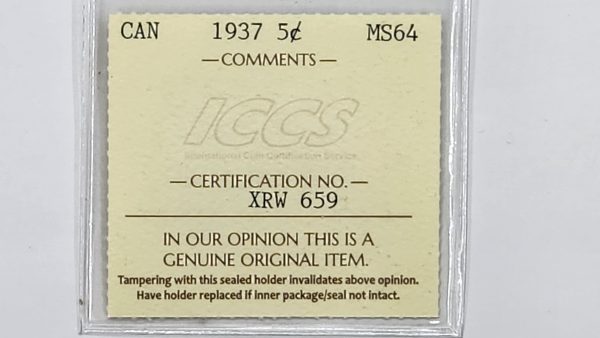 CAN 1937 5¢ MS64
—COMMENTS—
ICCS
International Coin Certification Service
—CERTIFICATION NO.—
XRW 659
IN OUR OPINION THIS IS A
GENUINE ORIGINAL ITEM.
Tampering with this sealed holder invalidates above opinion.
Have holder replaced if inner package/seal not intact.